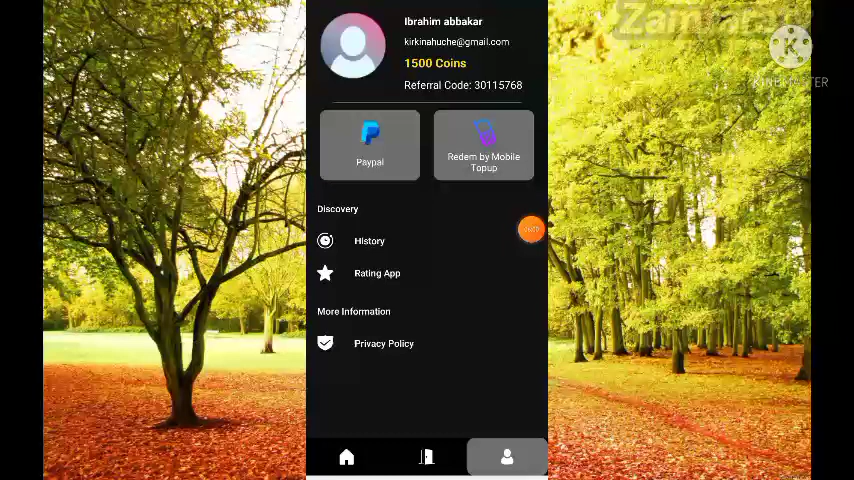 Ibrahim abbakar
kirkinahuche@gmail.com
1500 Coins
Referral Code: 30115768
Paypal
Redem by Mobile
Topup
Discovery
History
Rating App
More Information
Privacy Policy
KINEMASTER